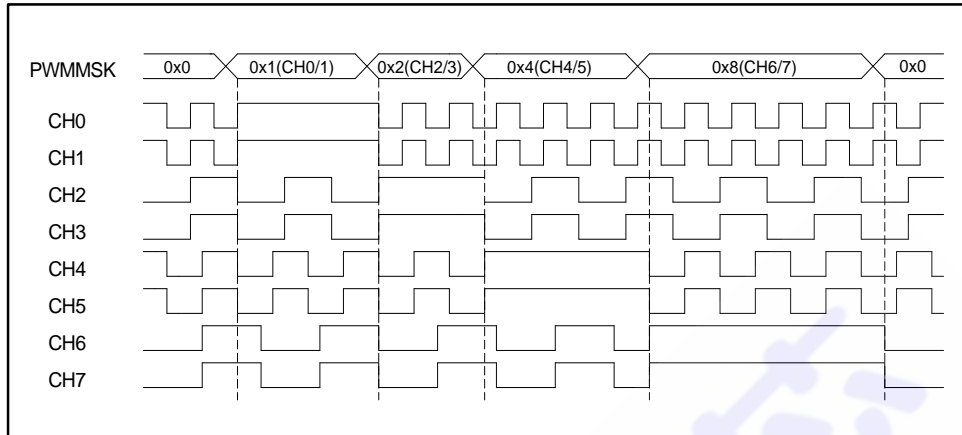 PWMMSK 0x0 0x1(CH0/1) 0x2(CH2/3) 0x4(CH4/5) 0x8(CH6/7) 0x0
CH0
CH1
CH2
CH3
CH4
CH5
CH6
CH7